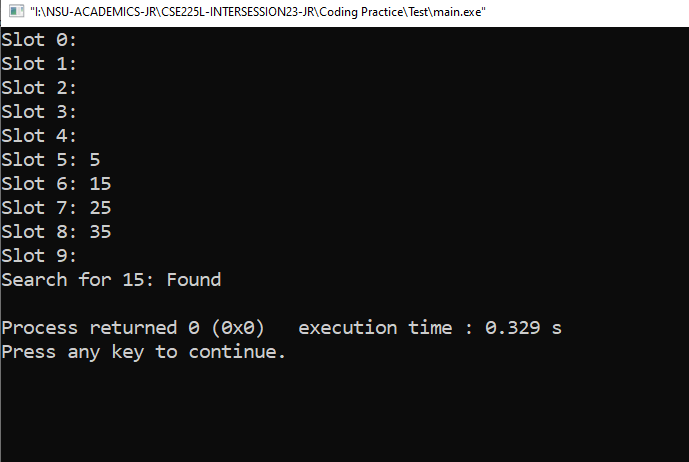 "I:\NSU-ACADEMICS-JR\CSE225L-INTERSESSION23-JR\Coding Practice\Test\main.exe"
Slot 0:
Slot 1:
Slot 2:
Slot 3:
Slot 4:
Slot 5: 5
Slot 6: 15
Slot 7: 25
Slot 8: 35
Slot 9:
Search for 15: Found
Process returned 0 (0x0)   execution time : 0.329 s
Press any key to continue.